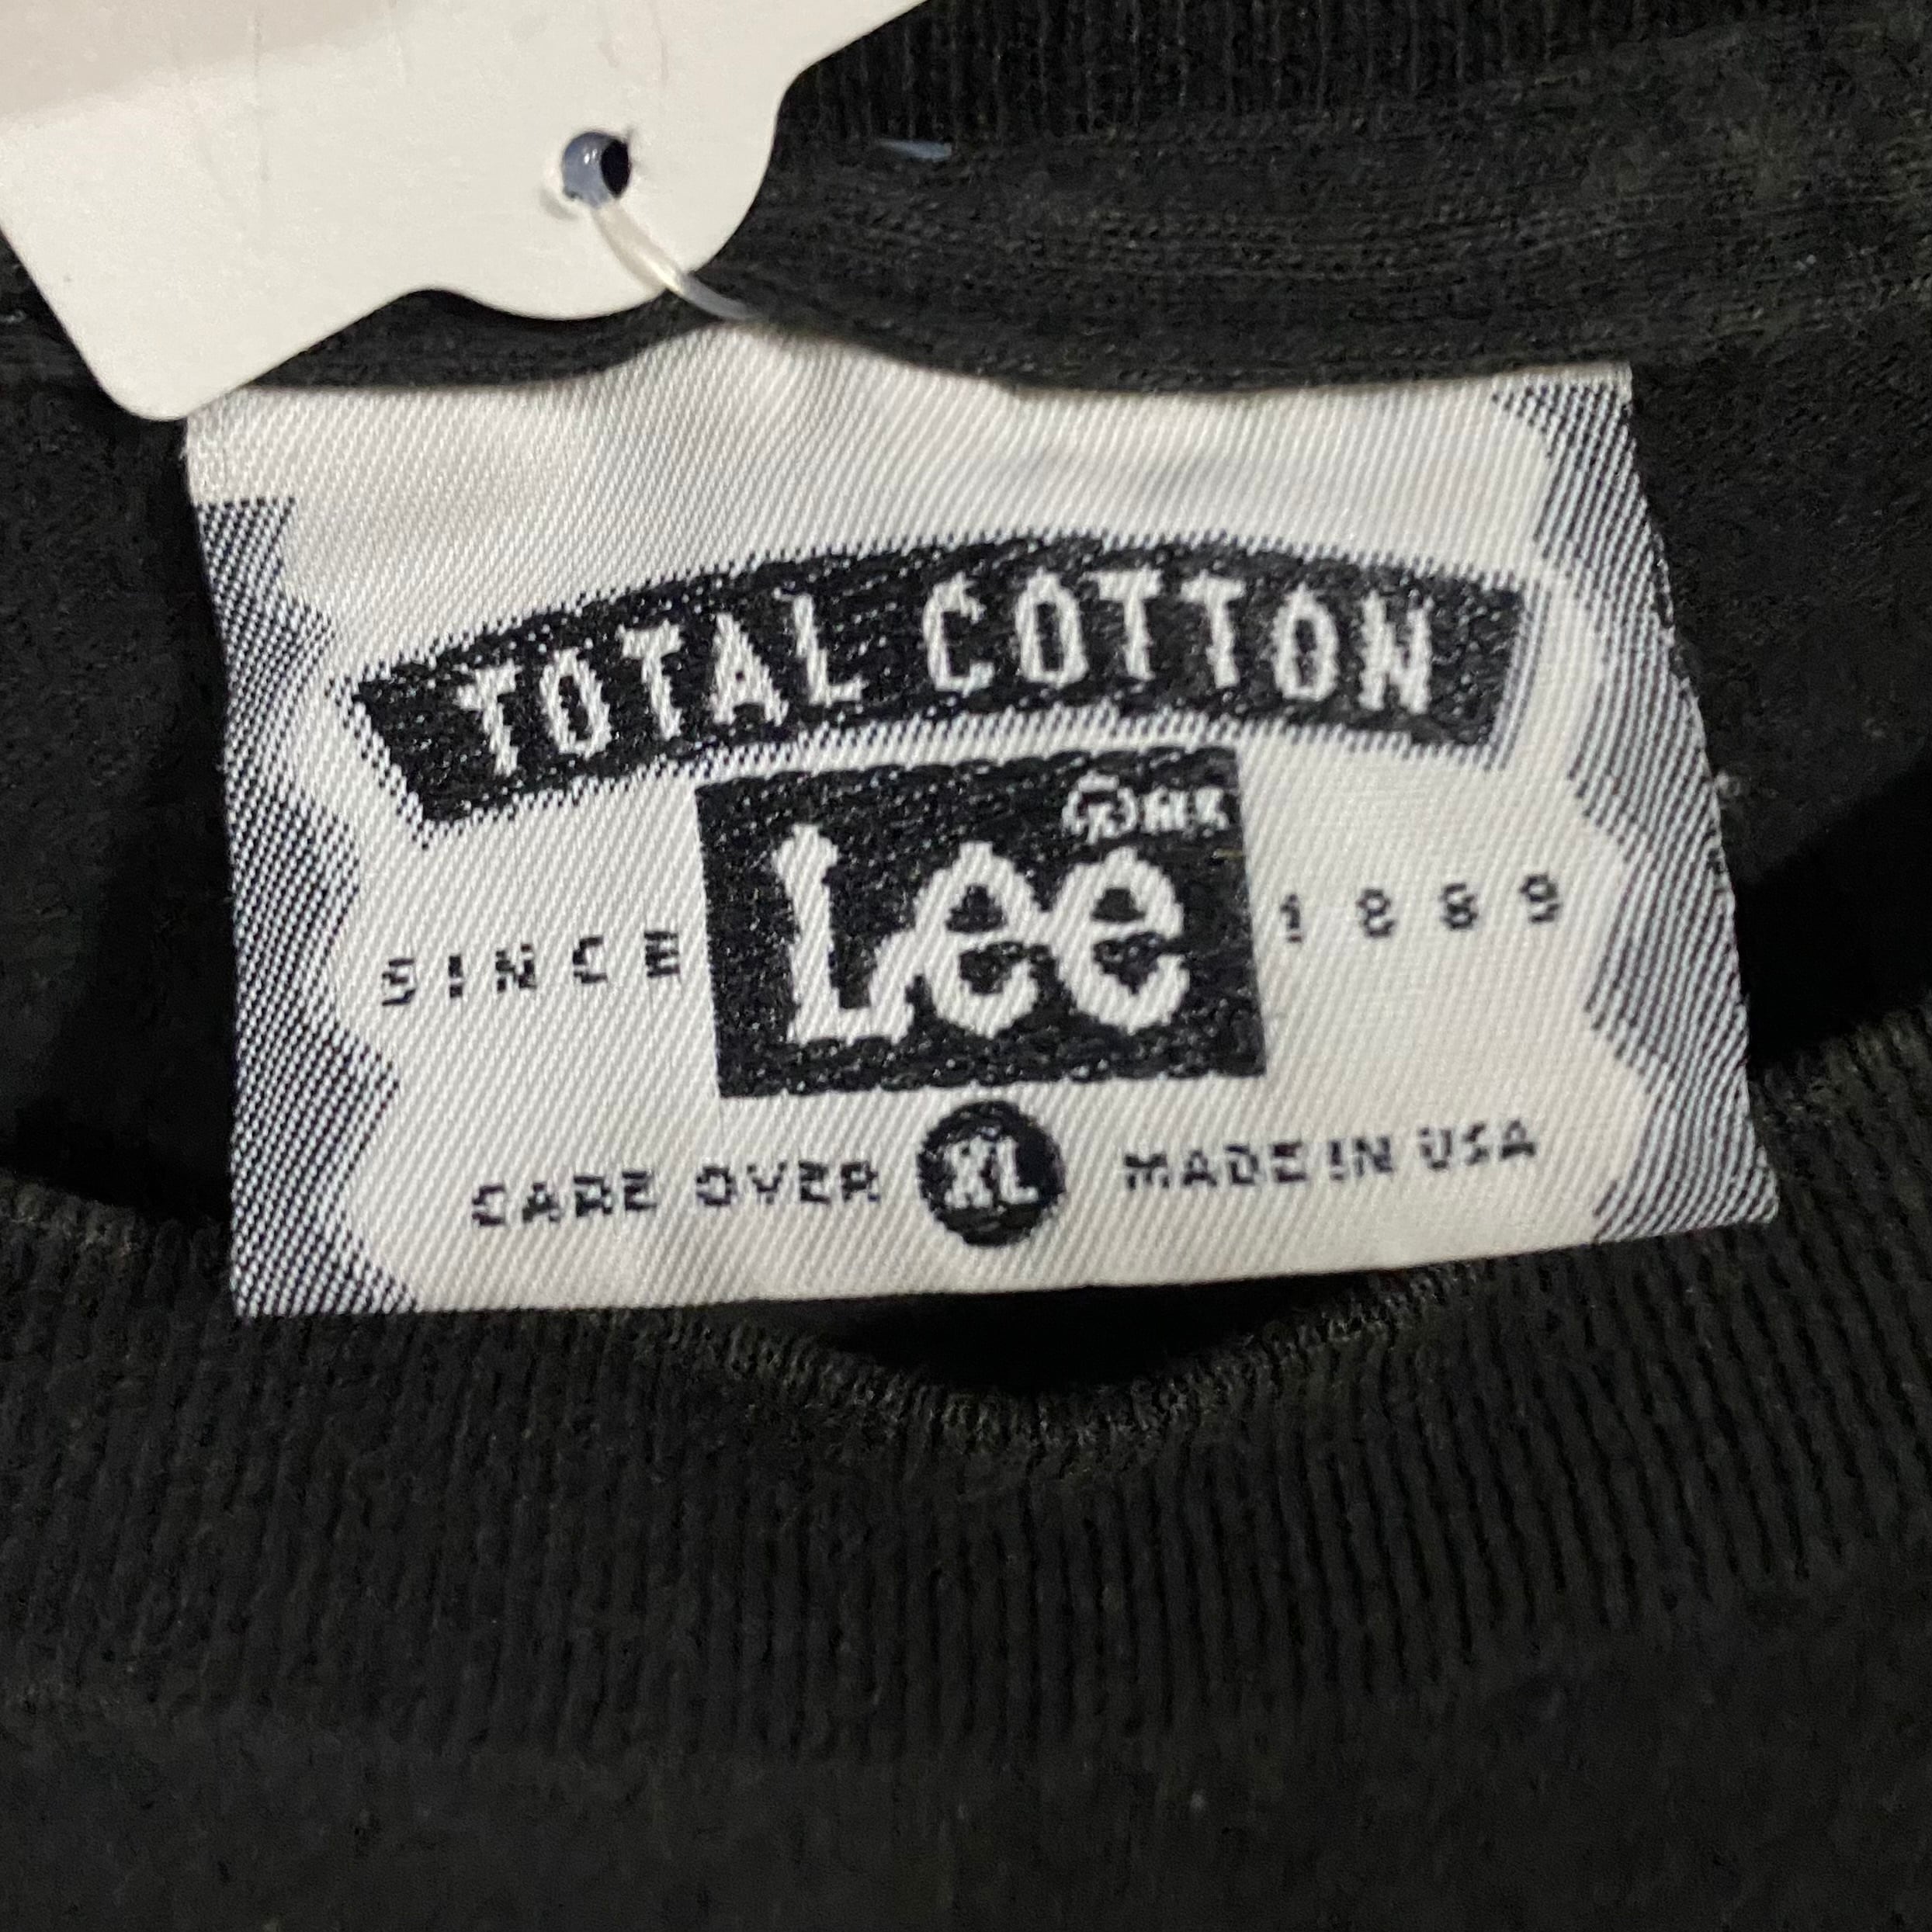 TOTAL COTTON
Lee
SINCE 1889
CARE OVER XL MADE IN USA